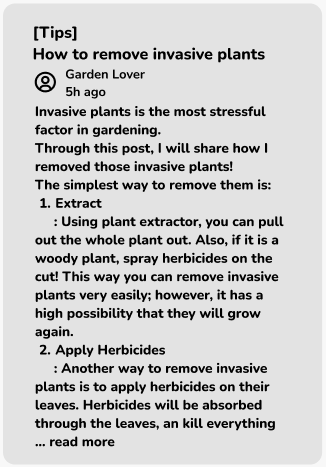 [Tips]
How to remove invasive plants
Garden Lover
5h ago
Invasive plants is the most stressful
factor in gardening.
Through this post, I will share how I
removed those invasive plants!
The simplest way to remove them is:
1. Extract
: Using plant extractor, you can pull
out the whole plant out. Also, if it is a
woody plant, spray herbicides on the
cut! This way you can remove invasive
plants very easily; however, it has a
high possibility that they will grow
again.
2. Apply Herbicides
: Another way to remove invasive
plants is to apply herbicides on their
leaves. Herbicides will be absorbed
through the leaves, an kill everything
... read more